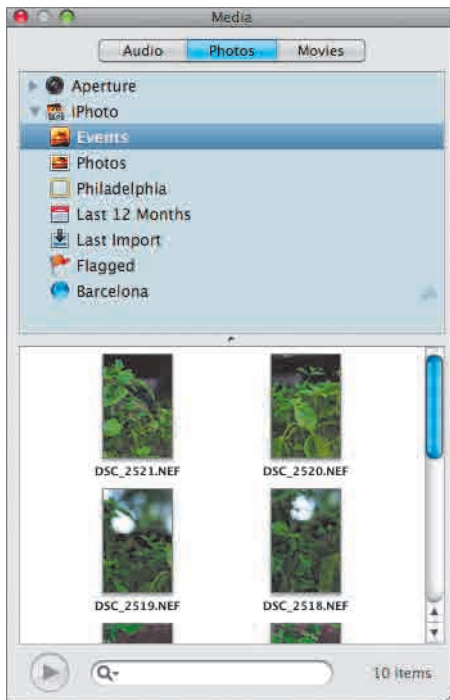 Media
Audio Photos Movies
Aperture
iPhoto
Events
Photos
Philadelphia
Last 12 Months
Last Import
Flagged
Barcelona
DSC_2521.NEF DSC_2520.NEF
DSC_2519.NEF DSC_2518.NEF
10 items